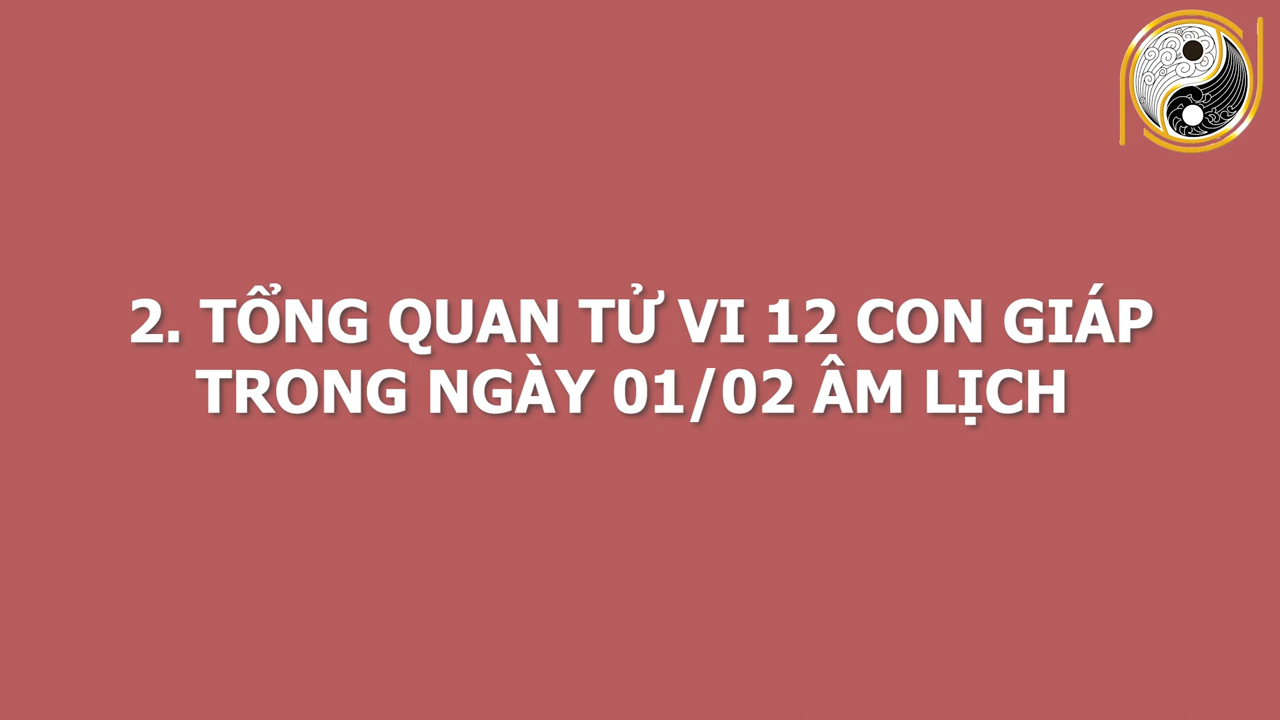 2. TỔNG QUAN TỬ VI 12 CON GIÁP
TRONG NGÀY 01/02 ÂM LỊCH